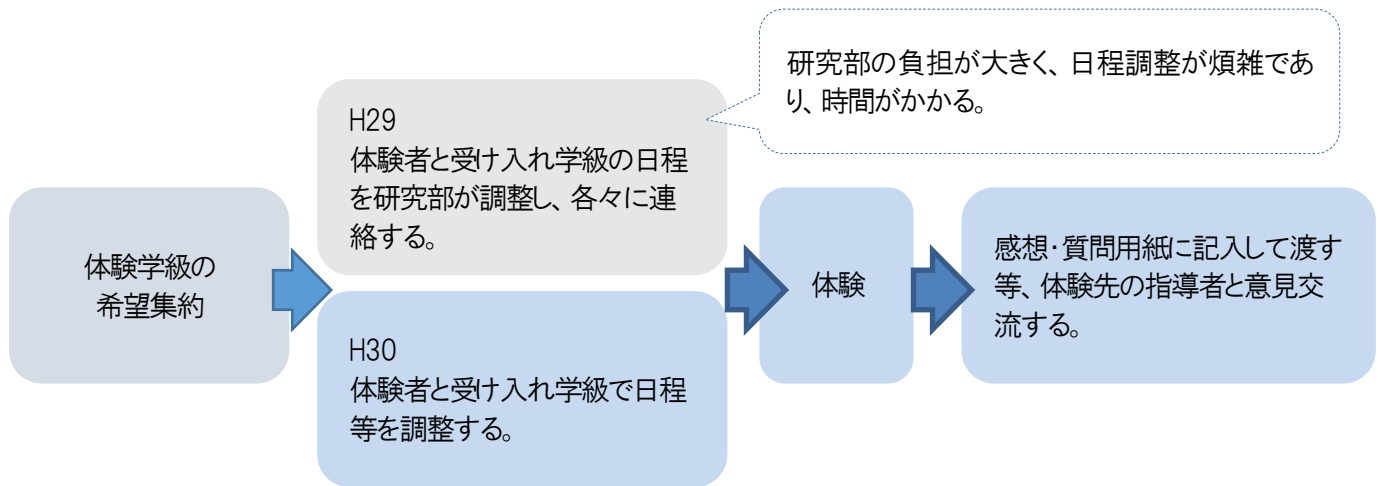 体験学級の
希望集約
H29
体験者と受け入れ学級の日程
を研究部が調整し、各々に連
絡する。
研究部の負担が大きく、日程調整が煩雑であ
り、時間がかかる。
H30
体験者と受け入れ学級で日程
等を調整する。
体験
感想・質問用紙に記入して渡す
等、体験先の指導者と意見交
流する。